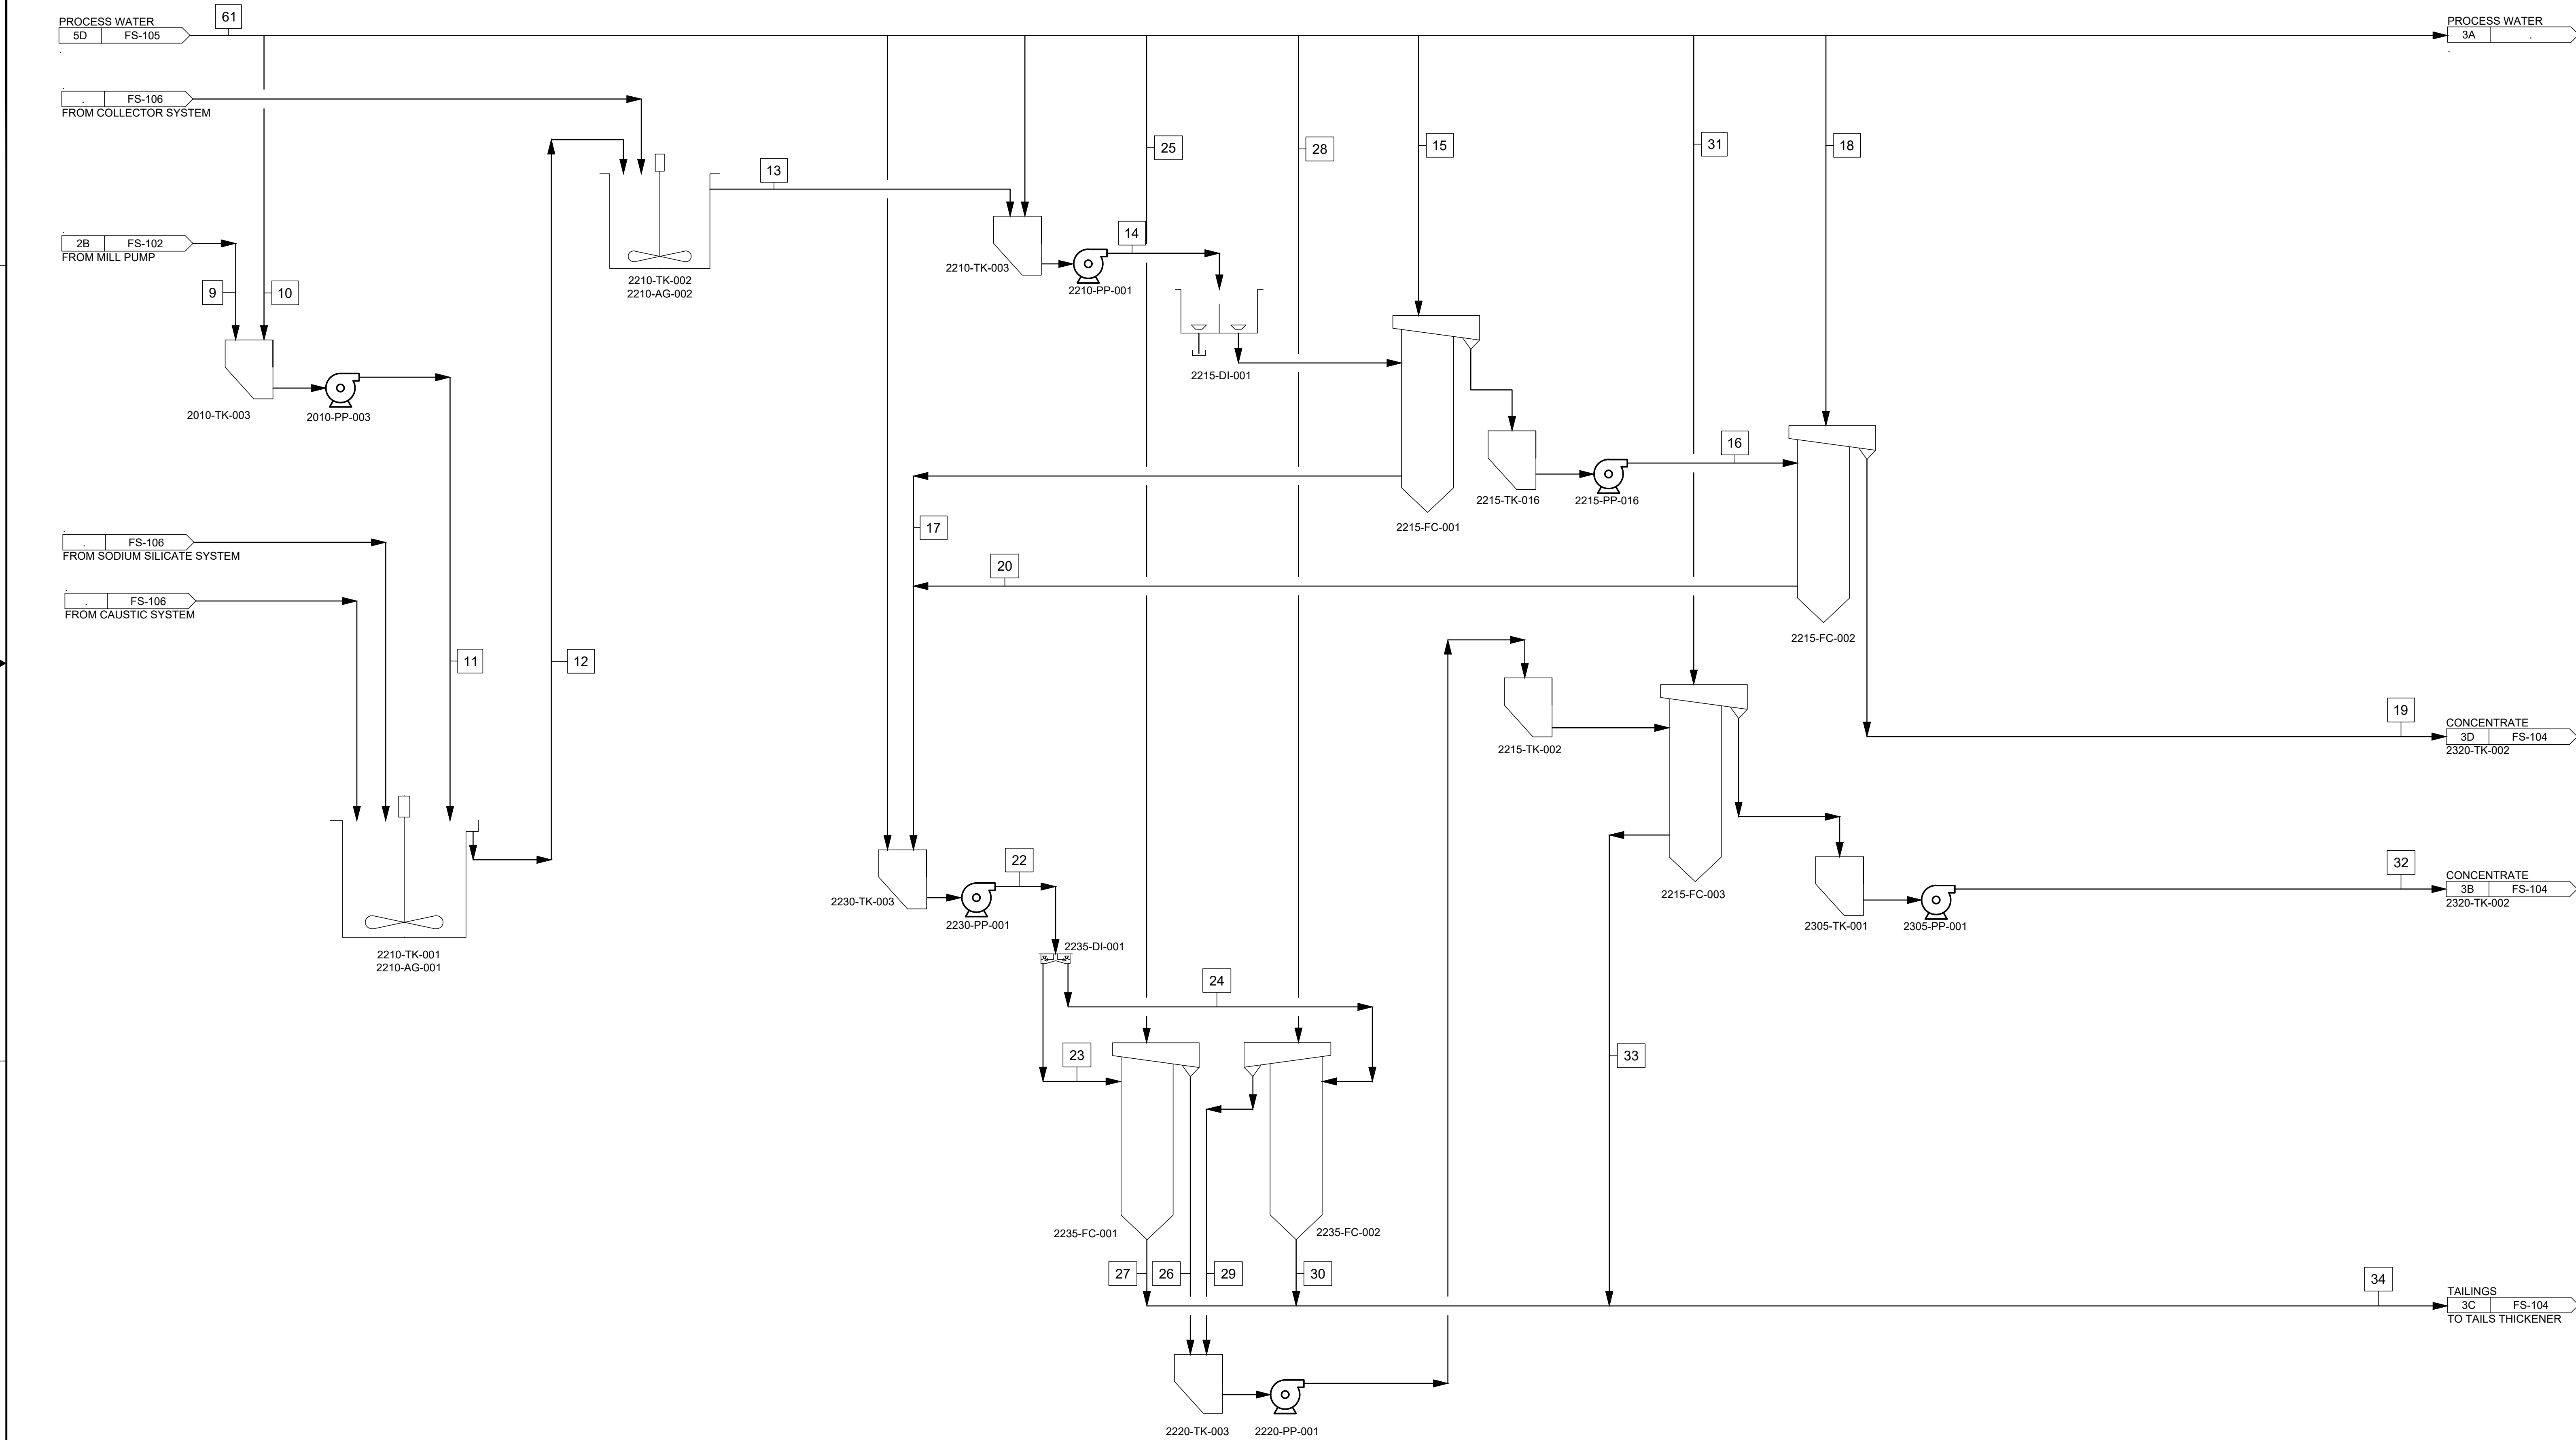 PROCESS WATER
5D FS-105
.
61
PROCESS WATER
3A .
.
.
. FS-106
FROM COLLECTOR SYSTEM
25
28
15
31
18
13
.
2B FS-102
FROM MILL PUMP
14
2210-TK-003
2210-PP-001
2210-TK-002
2210-AG-002
9
10
2215-DI-001
2010-TK-003
2010-PP-003
16
2215-TK-016
2215-PP-016
2215-FC-001
17
.
. FS-106
FROM SODIUM SILICATE SYSTEM
20
.
. FS-106
FROM CAUSTIC SYSTEM
2215-FC-002
11
12
19
CONCENTRATE
3D FS-104
2320-TK-002
2215-TK-002
22
32
CONCENTRATE
3B FS-104
2320-TK-002
2215-FC-003
2230-TK-003
2230-PP-001
2305-TK-001
2305-PP-001
2235-DI-001
2210-TK-001
2210-AG-001
24
23
33
2235-FC-001
2235-FC-002
27
26
29
30
34
TAILINGS
3C FS-104
TO TAILS THICKENER
2220-TK-003
2220-PP-001